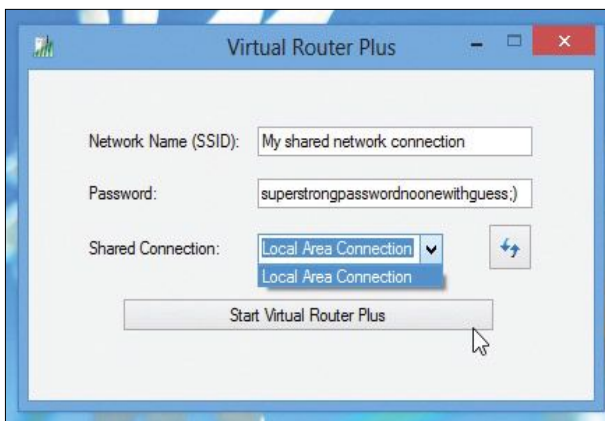 Virtual Router Plus
Network Name (SSID): My shared network connection
Password: superstrongpasswordnoonewithguess;)
Shared Connection: Local Area Connection
Local Area Connection
Start Virtual Router Plus